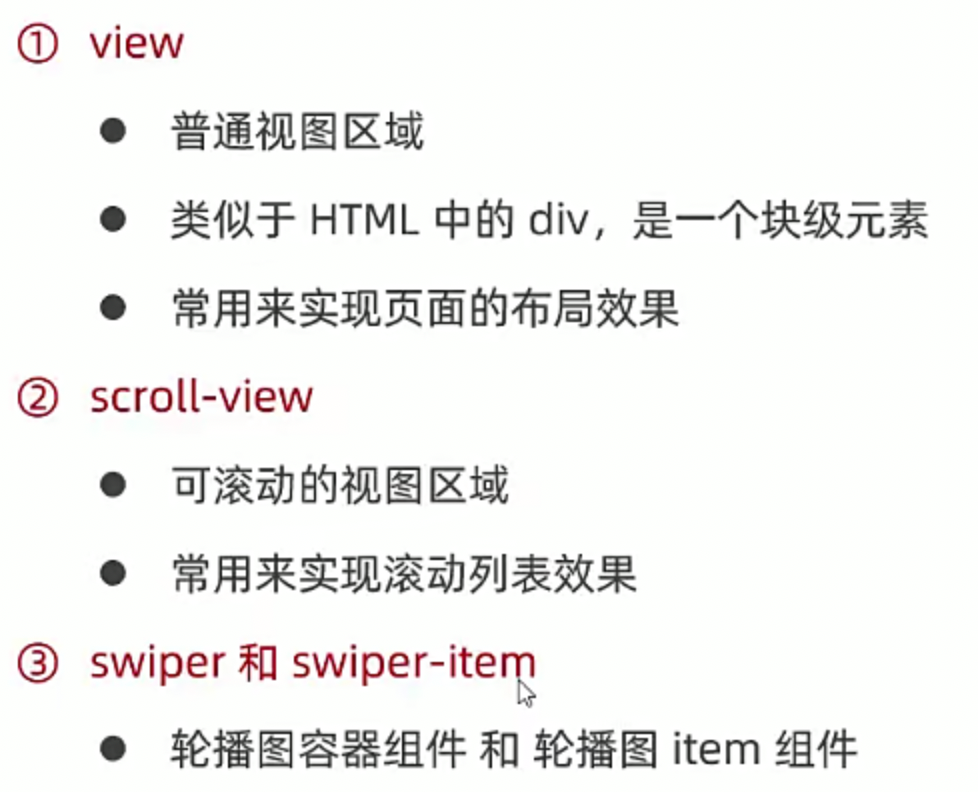 ① view
● 普通视图区域
● 类似于 HTML 中的 div，是一个块级元素
● 常用来实现页面的布局效果
② scroll-view
● 可滚动的视图区域
● 常用来实现滚动列表效果
③ swiper 和 swiper-item
● 轮播图容器组件 和 轮播图 item 组件